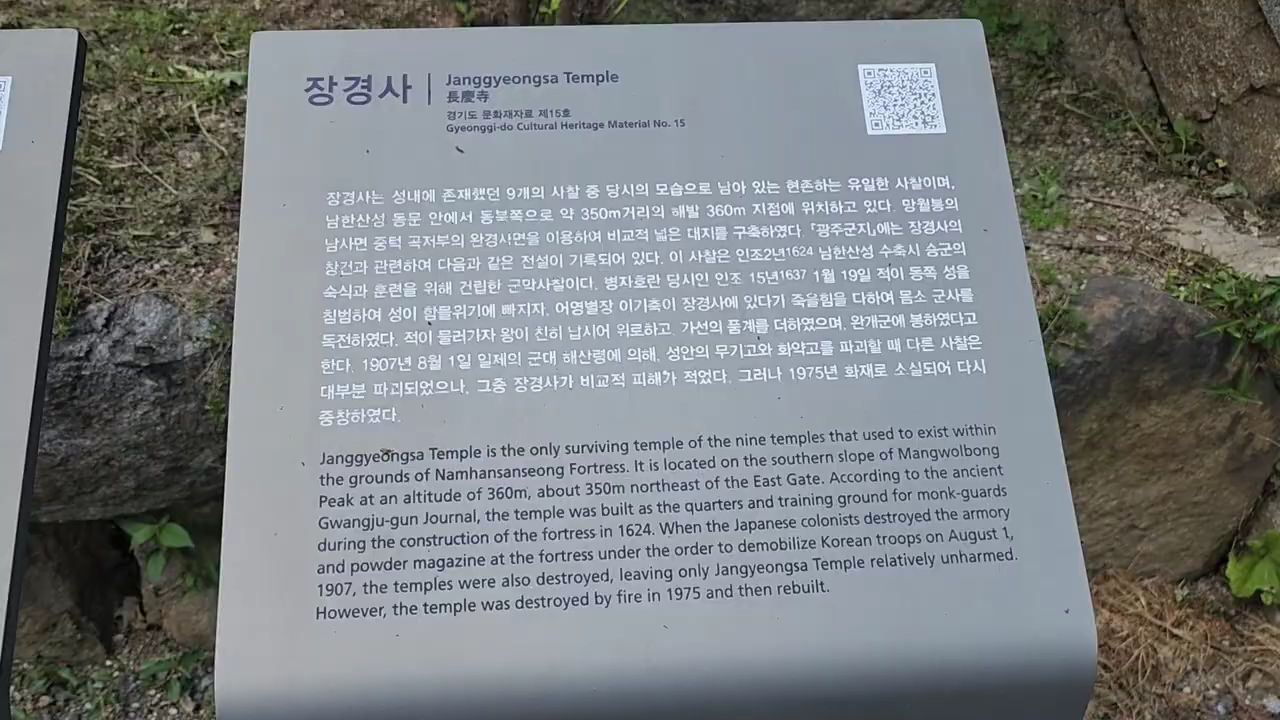 장경사
Janggyeongsa Temple
長慶寺
경기도 문화재자료 제15호
Gyeonggi-do Cultural Heritage Material No. 15
장경사는 성내에 존재했던 9개의 사찰 중 당시의 모습으로 남아 있는 현존하는 유일한 사찰이며,
남한산성 동문 안에서 동북쪽으로 약 350m거리의 해발 360m 지점에 위치하고 있다. 망월봉의
남사면 중턱 곡저부의 완경사면을 이용하여 비교적 넓은 대지를 구축하였다. 『광주군지』에는 장경사의
창건과 관련하여 다음과 같은 전설이 기록되어 있다. 이 사찰은 인조2년1624 남한산성 수축시 승군의
숙식과 훈련을 위해 건립한 군막사찰이다. 병자호란 당시인 인조 15년1637 1월 19일 적이 동쪽 성을
침범하여 성이 함몰위기에 빠지자, 어영별장 이기축이 장경사에 있다가 죽을힘을 다하여 몸소 군사를
독전하였다. 적이 물러가자 왕이 친히 납시어 위로하고, 가선의 품계를 더하였으며, 완개군에 봉하였다고
한다. 1907년 8월 1일 일제의 군대 해산령에 의해, 성안의 무기고와 화약고를 파괴할 때 다른 사찰은
대부분 파괴되었으나, 그중 장경사가 비교적 피해가 적었다. 그러나 1975년 화재로 소실되어 다시
중창하였다.
Janggyeongsa Temple is the only surviving temple of the nine temples that used to exist within
the grounds of Namhansanseong Fortress. It is located on the southern slope of Mangwolbong
Peak at an altitude of 360m, about 350m northeast of the East Gate. According to the ancient
Gwangju-gun Journal, the temple was built as the quarters and training ground for monk-guards
during the construction of the fortress in 1624. When the Japanese colonists destroyed the armory
and powder magazine at the fortress under the order to demobilize Korean troops on August 1,
1907, the temples were also destroyed, leaving only Jangyeongsa Temple relatively unharmed.
However, the temple was destroyed by fire in 1975 and then rebuilt.